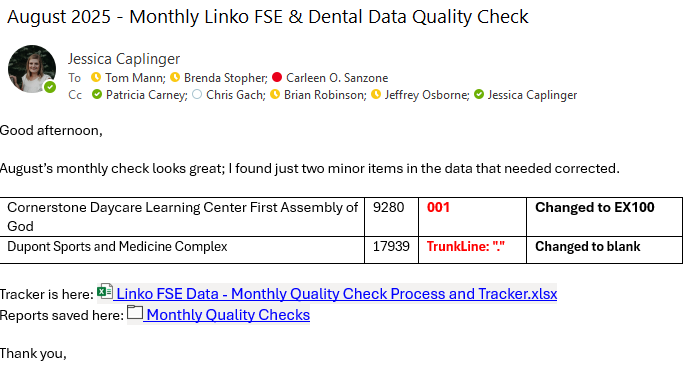 August 2025 - Monthly Linko FSE & Dental Data Quality Check
Jessica Caplinger
To Tom Mann; Brenda Stopher; Carleen O. Sanzone
Cc Patricia Carney; Chris Gach; Brian Robinson; Jeffrey Osborne; Jessica Caplinger
Good afternoon,
August’s monthly check looks great; I found just two minor items in the data that needed corrected.
Cornerstone Daycare Learning Center First Assembly of God 9280 001 Changed to EX100
Dupont Sports and Medicine Complex 17939 TrunkLine: "." Changed to blank
Tracker is here: Linko FSE Data - Monthly Quality Check Process and Tracker.xlsx
Reports saved here: Monthly Quality Checks
Thank you,